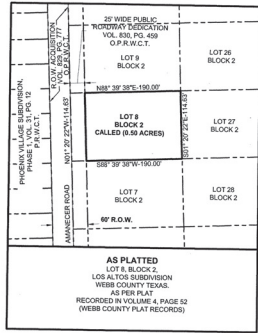 25' WIDE PUBLIC
ROADWAY DEDICATION
VOL. 830, PG. 459
O.P.R.W.C.T.
R.O.W. ACQUISITION
VOL. 829, PG. 777
O.P.R.W.C.T.
PHOENIX VILLAGE SUBDIVISION,
PHASE 1, VOL. 31, PG. 12
P.R.W.C.T.
LOT 9
BLOCK 2
LOT 26
BLOCK 2
N88° 39' 38"E-190.00'
N01° 20' 22"W-114.63'
LOT 8
BLOCK 2
CALLED (0.50 ACRES)
S01° 20' 22"E-114.63'
LOT 27
BLOCK 2
S88° 39' 38"W-190.00'
AMANECER ROAD
LOT 7
BLOCK 2
LOT 28
BLOCK 2
60' R.O.W.
AS PLATTED
LOT 8, BLOCK 2,
LOS ALTOS SUBDIVISION
WEBB COUNTY TEXAS.
AS PER PLAT
RECORDED IN VOLUME 4, PAGE 52
(WEBB COUNTY PLAT RECORDS)